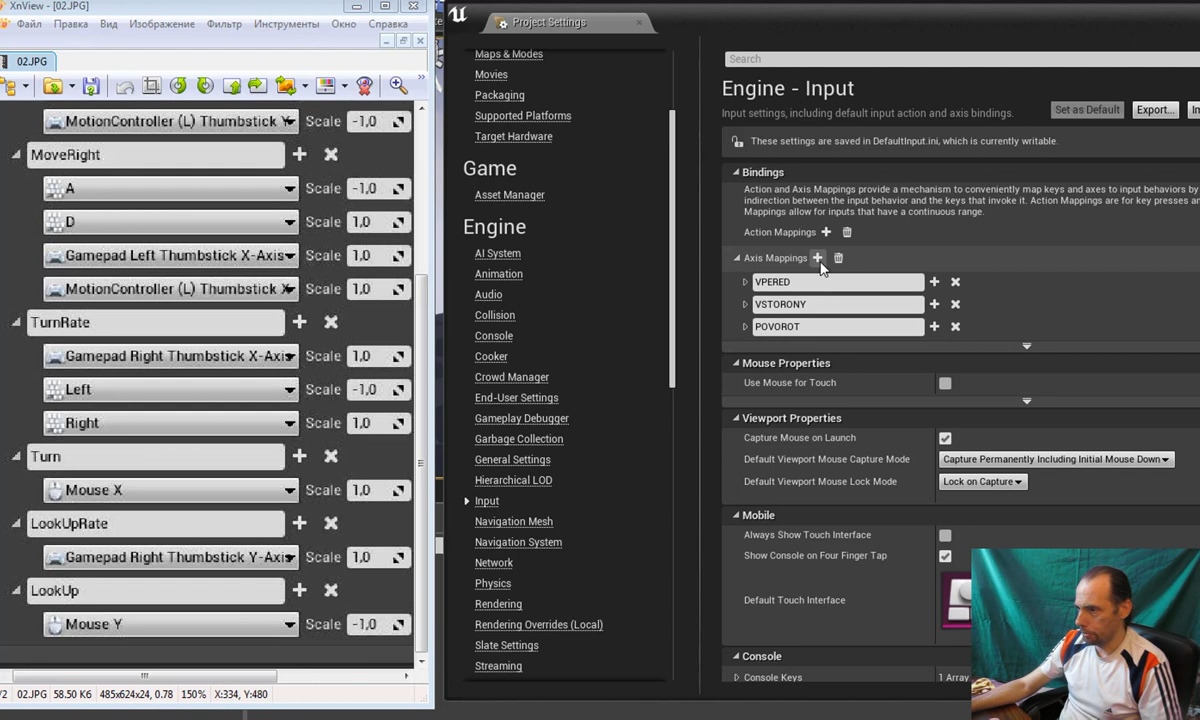 XnView - [02.JPG]
Файл Правка Вид Изображение Фильтр Инструменты Окно Справка
02.JPG
MotionController (L) Thumbstick Y Scale -1,0
MoveRight
A Scale -1,0
D Scale 1,0
Gamepad Left Thumbstick X-Axis Scale 1,0
MotionController (L) Thumbstick X Scale 1,0
TurnRate
Gamepad Right Thumbstick X-Axis Scale 1,0
Left Scale -1,0
Right Scale 1,0
Turn
Mouse X Scale 1,0
LookUpRate
Gamepad Right Thumbstick Y-Axis Scale 1,0
LookUp
Mouse Y Scale -1,0
/2 02.JPG 58.50 Кб 485x624x24, 0.78 150% X:334, Y:480
Project Settings
Maps & Modes
Movies
Packaging
Supported Platforms
Target Hardware
Game
Asset Manager
Engine
AI System
Animation
Audio
Collision
Console
Cooker
Crowd Manager
End-User Settings
Gameplay Debugger
Garbage Collection
General Settings
Hierarchical LOD
Input
Navigation Mesh
Navigation System
Network
Physics
Rendering
Rendering Overrides (Local)
Slate Settings
Streaming
Search
Engine - Input
Input settings, including default input action and axis bindings.
Set as Default Export... Im
These settings are saved in DefaultInput.ini, which is currently writable.
Bindings
Action and Axis Mappings provide a mechanism to conveniently map keys and axes to input behaviors by
indirection between the input behavior and the keys that invoke it. Action Mappings are for key presses an
Mappings allow for inputs that have a continuous range.
Action Mappings
Axis Mappings
VPERED
VSTORONY
POVOROT
Mouse Properties
Use Mouse for Touch
Viewport Properties
Capture Mouse on Launch
Default Viewport Mouse Capture Mode Capture Permanently Including Initial Mouse Down
Default Viewport Mouse Lock Mode Lock on Capture
Mobile
Always Show Touch Interface
Show Console on Four Finger Tap
Default Touch Interface
Console
Console Keys 1 Array